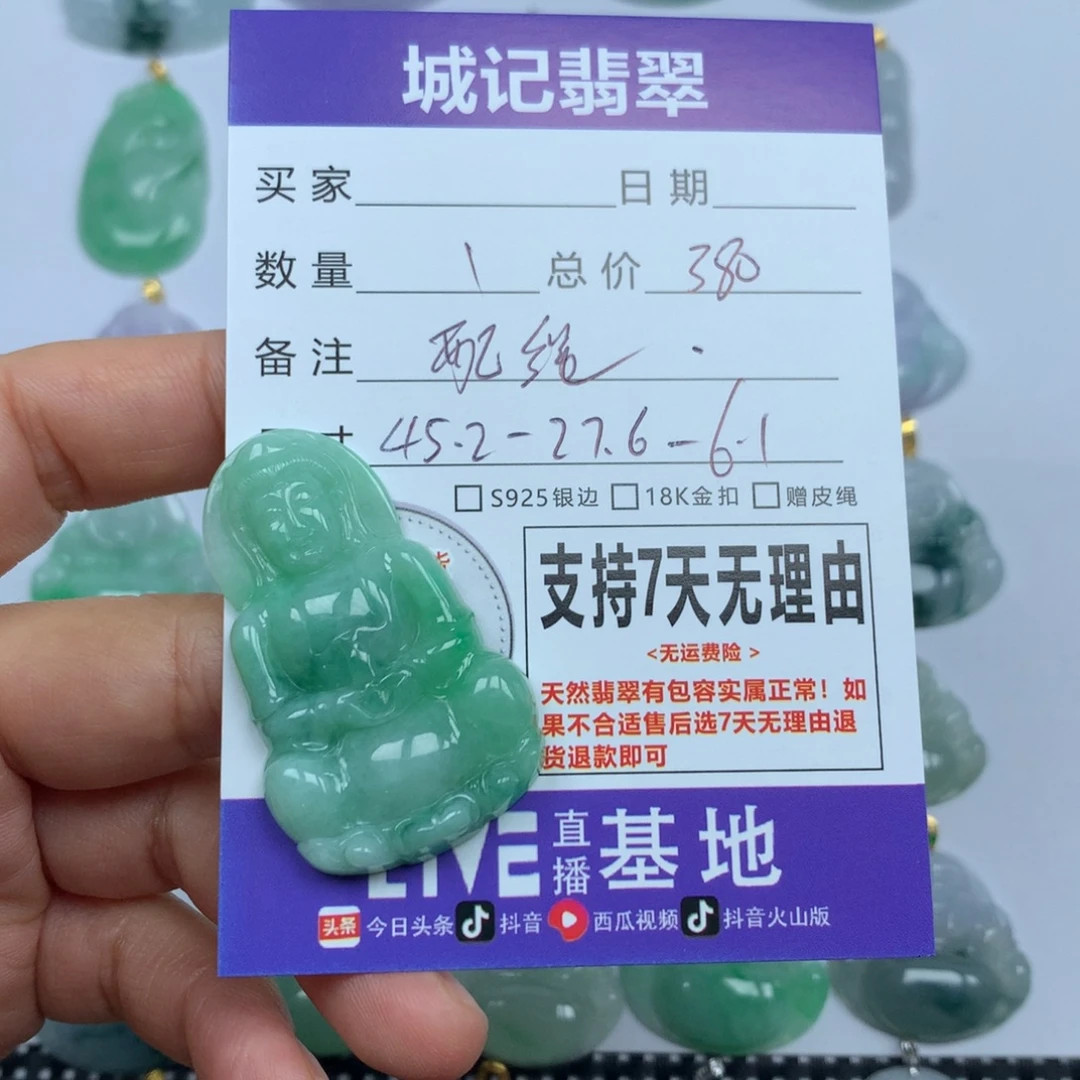 城记翡翠
买家 日期
数量 1 总价 380
备注 配绳
寸 45.2-27.6-6.1
□S925银边 □18K金扣 □赠皮绳
支持7天无理由
<无运费险>
天然翡翠有包容实属正常！如
果不合适售后选7天无理由退
货退款即可
LIVE 直播 基地
头条 今日头条 抖音 西瓜视频 抖音火山版